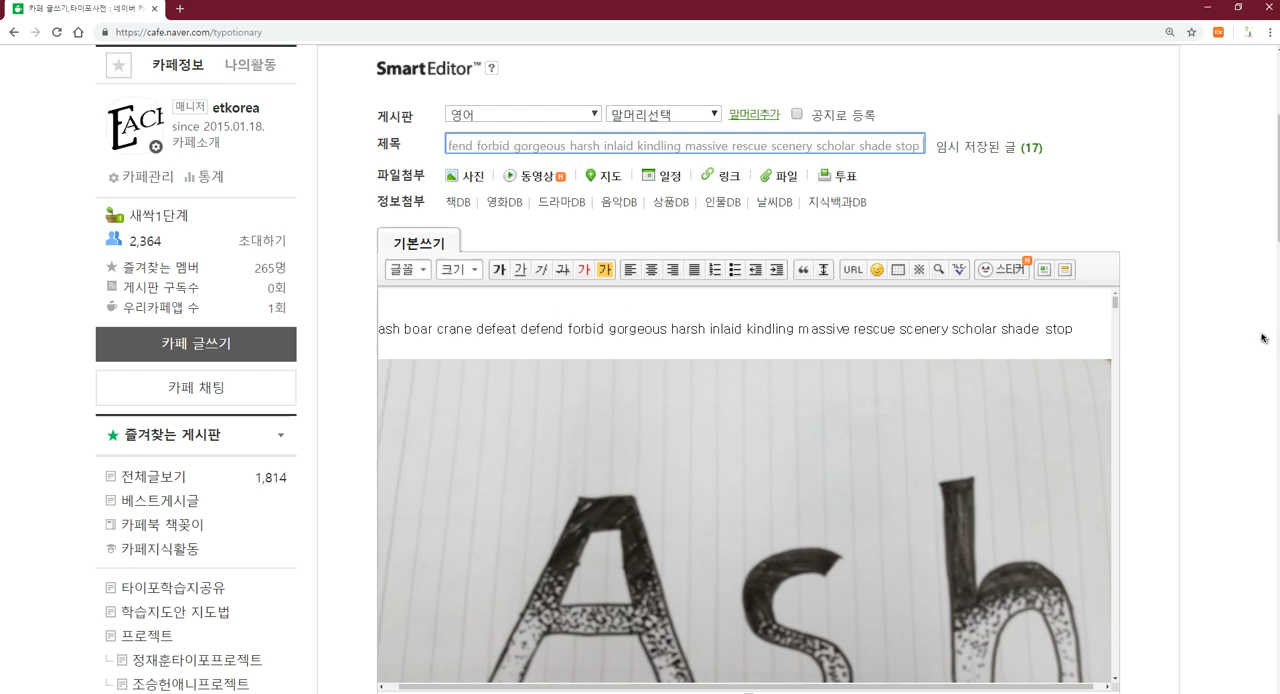 카페 글쓰기,타이포사전 : 네이버 카
https://cafe.naver.com/typotionary
카페정보 나의활동
EACH
매니저 etkorea
since 2015.01.18.
카페소개
카페관리 통계
새싹1단계
2,364 초대하기
즐겨찾는 멤버 265명
게시판 구독수 0회
우리카페앱 수 1회
카페 글쓰기
카페 채팅
즐겨찾는 게시판
전체글보기 1,814
베스트게시글
카페북 책꽂이
카페지식활동
타이포학습지공유
학습지도안 지도법
프로젝트
정재훈타이포프로젝트
조승헌애니프로젝트
SmartEditor™ ?
게시판 영어 말머리선택 말머리추가 공지로 등록
제목 fend forbid gorgeous harsh inlaid kindling massive rescue scenery scholar shade stop 임시 저장된 글 (17)
파일첨부 사진 동영상 N 지도 일정 링크 파일 투표
정보첨부 책DB 영화DB 드라마DB 음악DB 상품DB 인물DB 날씨DB 지식백과DB
기본쓰기
글꼴 크기 가 가 가 가 가 가 URL ※ 스티커 N
ash boar crane defeat defend forbid gorgeous harsh inlaid kindling massive rescue scenery scholar shade stop
Ash